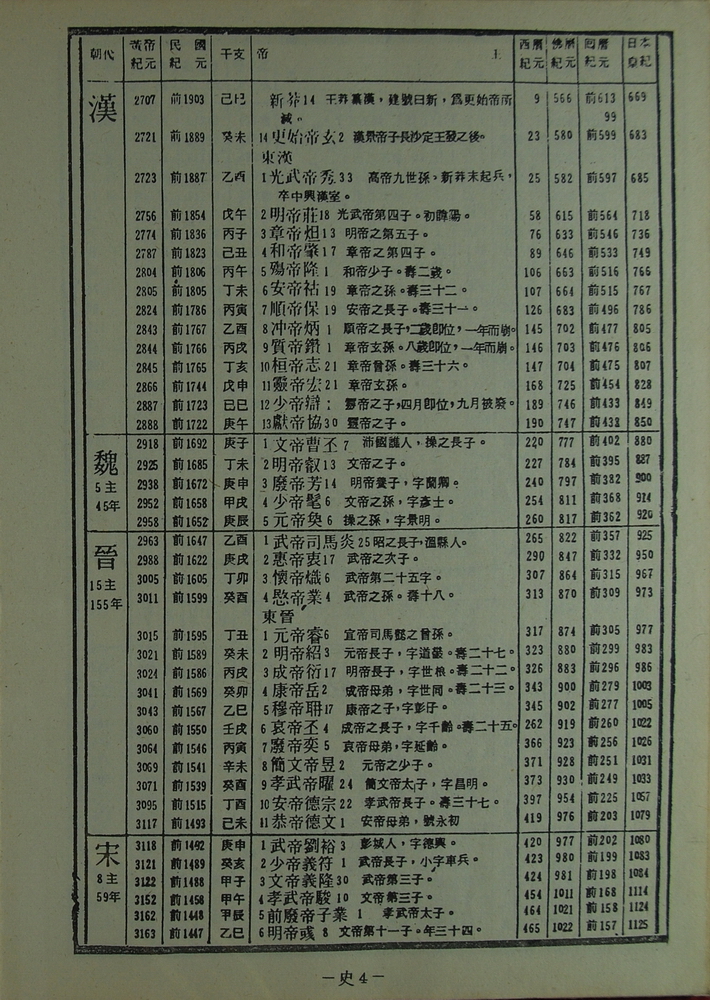 朝代 黃帝紀元 民國紀元 干支 帝 主 西曆紀元 佛曆紀元 回曆紀元 日本皇紀
漢 2707 前1903 己巳 新莽14 王莽纂漢，建號曰新，爲更始帝所 9 566 前613 669
滅。 99
2721 前1889 癸未 14更始帝玄2 漢景帝子長沙定王發之後。 23 580 前599 683
東漢
2723 前1887 乙酉 1光武帝秀33 高帝九世孫，新莽末起兵， 25 582 前597 685
卒中興漢室。
2756 前1854 戊午 2明帝莊18 光武帝第四子。初諱陽。 58 615 前564 718
2774 前1836 丙子 3章帝炟13 明帝之第五子。 76 633 前546 736
2787 前1823 己丑 4和帝肇17 章帝之第四子。 89 646 前533 749
2804 前1806 丙午 5殤帝隆1 和帝少子。壽二歲。 106 663 前516 766
2805 前1805 丁未 6安帝祜19 章帝之孫。壽三十二。 107 664 前515 767
2824 前1786 丙寅 7順帝保19 安帝之長子。壽三十一。 126 683 前496 786
2843 前1767 乙酉 8冲帝炳1 順帝之長子，二歲卽位，一年而崩。 145 702 前477 805
2844 前1766 丙戌 9質帝纘1 章帝玄孫。八歲卽位，一年而崩。 146 703 前476 806
2845 前1765 丁亥 10桓帝志21 章帝曾孫。壽三十六。 147 704 前475 807
2866 前1744 戊申 11靈帝宏21 章帝玄孫。 168 725 前454 828
2887 前1723 己巳 12少帝辯 靈帝之子，四月卽位，九月被廢。 189 746 前433 849
2888 前1722 庚午 13獻帝協30 靈帝之子。 190 747 前432 850
魏 5主 45年 2918 前1692 庚子 1文帝曹丕7 沛國譙人，操之長子。 220 777 前402 880
2925 前1685 丁未 2明帝叡13 文帝之子。 227 784 前395 887
2938 前1672 庚申 3廢帝芳14 明帝養子，字蘭卿。 240 797 前382 900
2952 前1658 甲戌 4少帝髦6 文帝之孫，字彥士。 254 811 前368 914
2958 前1652 庚辰 5元帝奐6 操之孫，字景明。 260 817 前362 920
晉 15主 155年 2963 前1647 乙酉 1武帝司馬炎25 昭之長子，溫縣人。 265 822 前357 925
2988 前1622 庚戌 2惠帝衷17 武帝之次子。 290 847 前332 950
3005 前1605 丁卯 3懷帝熾6 武帝第二十五字。 307 864 前315 967
3011 前1599 癸酉 4愍帝業4 武帝之孫。壽十八。 313 870 前309 973
東晉
3015 前1595 丁丑 1元帝睿6 宣帝司馬懿之曾孫。 317 874 前305 977
3021 前1589 癸未 2明帝紹3 元帝長子，字道畿。壽二十七。 323 880 前299 983
3024 前1586 丙戌 3成帝衍17 明帝長子，字世根。壽二十二。 326 883 前296 986
3041 前1569 癸卯 4康帝岳2 成帝母弟，字世同。壽二十三。 343 900 前279 1003
3043 前1567 乙巳 5穆帝聃17 康帝之子，字彭仔。 345 902 前277 1005
3060 前1550 壬戌 6哀帝丕4 成帝之長子，字千齡。壽二十五。 262 919 前260 1022
3064 前1546 丙寅 7廢帝奕5 哀帝母弟，字延齡。 366 923 前256 1026
3069 前1541 辛未 8簡文帝昱2 元帝之少子。 371 928 前251 1031
3071 前1539 癸酉 9孝武帝曜24 簡文帝太子，字昌明。 373 930 前249 1033
3095 前1515 丁酉 10安帝德宗22 孝武帝長子。壽三十七。 397 954 前225 1057
3117 前1493 己未 11恭帝德文1 安帝母弟，號永初 419 976 前203 1079
宋 8主 59年 3118 前1492 庚申 1武帝劉裕3 彭城人，字德輿。 420 977 前202 1080
3121 前1489 癸亥 2少帝義符1 武帝長子，小字車兵。 423 980 前199 1083
3122 前1488 甲子 3文帝義隆30 武帝第三子。 424 981 前198 1084
3152 前1458 甲午 4孝武帝駿10 文帝第三子。 454 1011 前168 1114
3162 前1448 甲辰 5前廢帝子業1 孝武帝太子。 464 1021 前158 1124
3163 前1447 乙巳 6明帝彧8 文帝第十一子。年三十四。 465 1022 前157 1125
—史4—